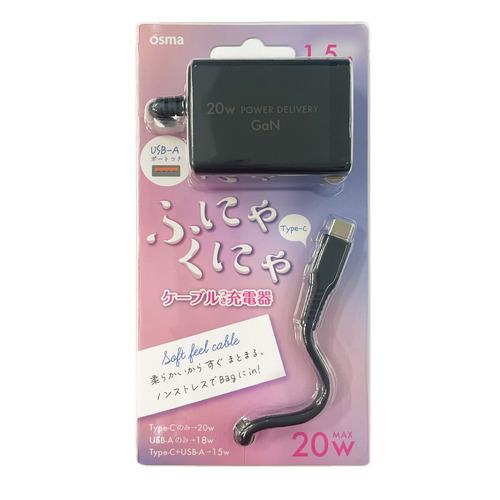 ösma
1.5
20w POWER DELIVERY
GaN
USB-A
ポートつき
ふにゃ
くにゃ
Type-C
ケーブルつき充電器
Soft feel cable
柔らかいから すぐ まとまる、
ノンストレスでBagにin!
Type-Cのみ→20w
USB-Aのみ→18w
Type-C+USB-A→15w
MAX
20w